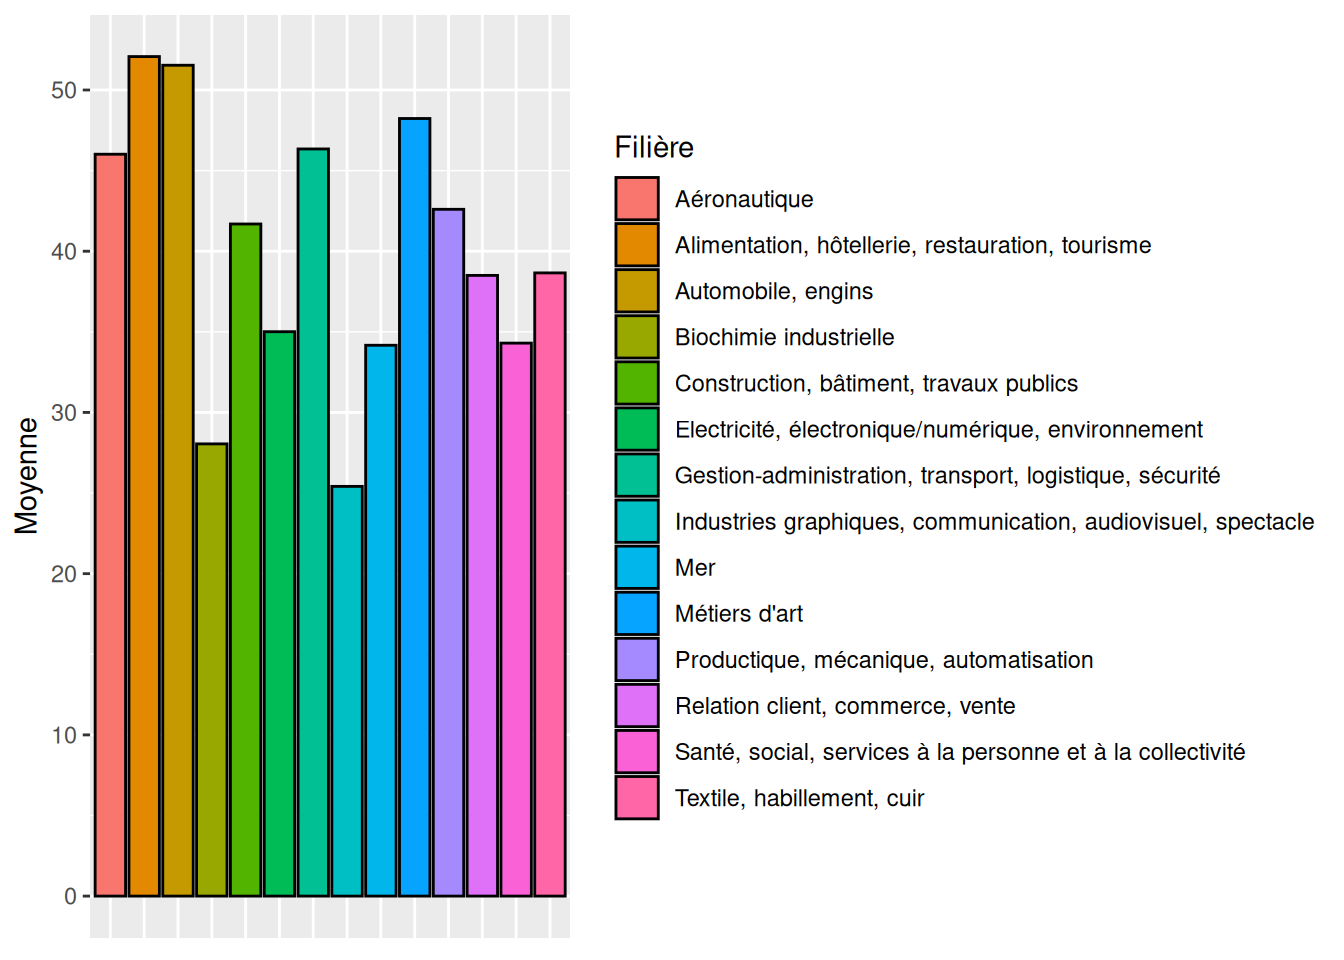 Moyenne
50
40
30
20
10
0
Filière
Aéronautique
Alimentation, hôtellerie, restauration, tourisme
Automobile, engins
Biochimie industrielle
Construction, bâtiment, travaux publics
Electricité, électronique/numérique, environnement
Gestion-administration, transport, logistique, sécurité
Industries graphiques, communication, audiovisuel, spectacle
Mer
Métiers d'art
Productique, mécanique, automatisation
Relation client, commerce, vente
Santé, social, services à la personne et à la collectivité
Textile, habillement, cuir